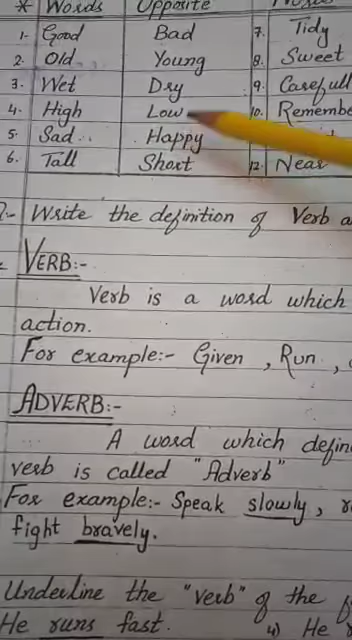 * Words Opposite
1- Good Bad 7. Tidy
2. Old Young 8. Sweet
3. Wet Dry 9. Carefull
4. High Low 10. Remembe
5. Sad Happy
6. Tall Short 12. Near
Q:- Write the definition of Verb a
VERB:-
Verb is a word which
action.
For example:- Given , Run ,
ADVERB:-
A word which defin
verb is called "Adverb"
For example:- Speak slowly,
fight bravely.
Underline the "verb" of the
He runs fast. 4) He